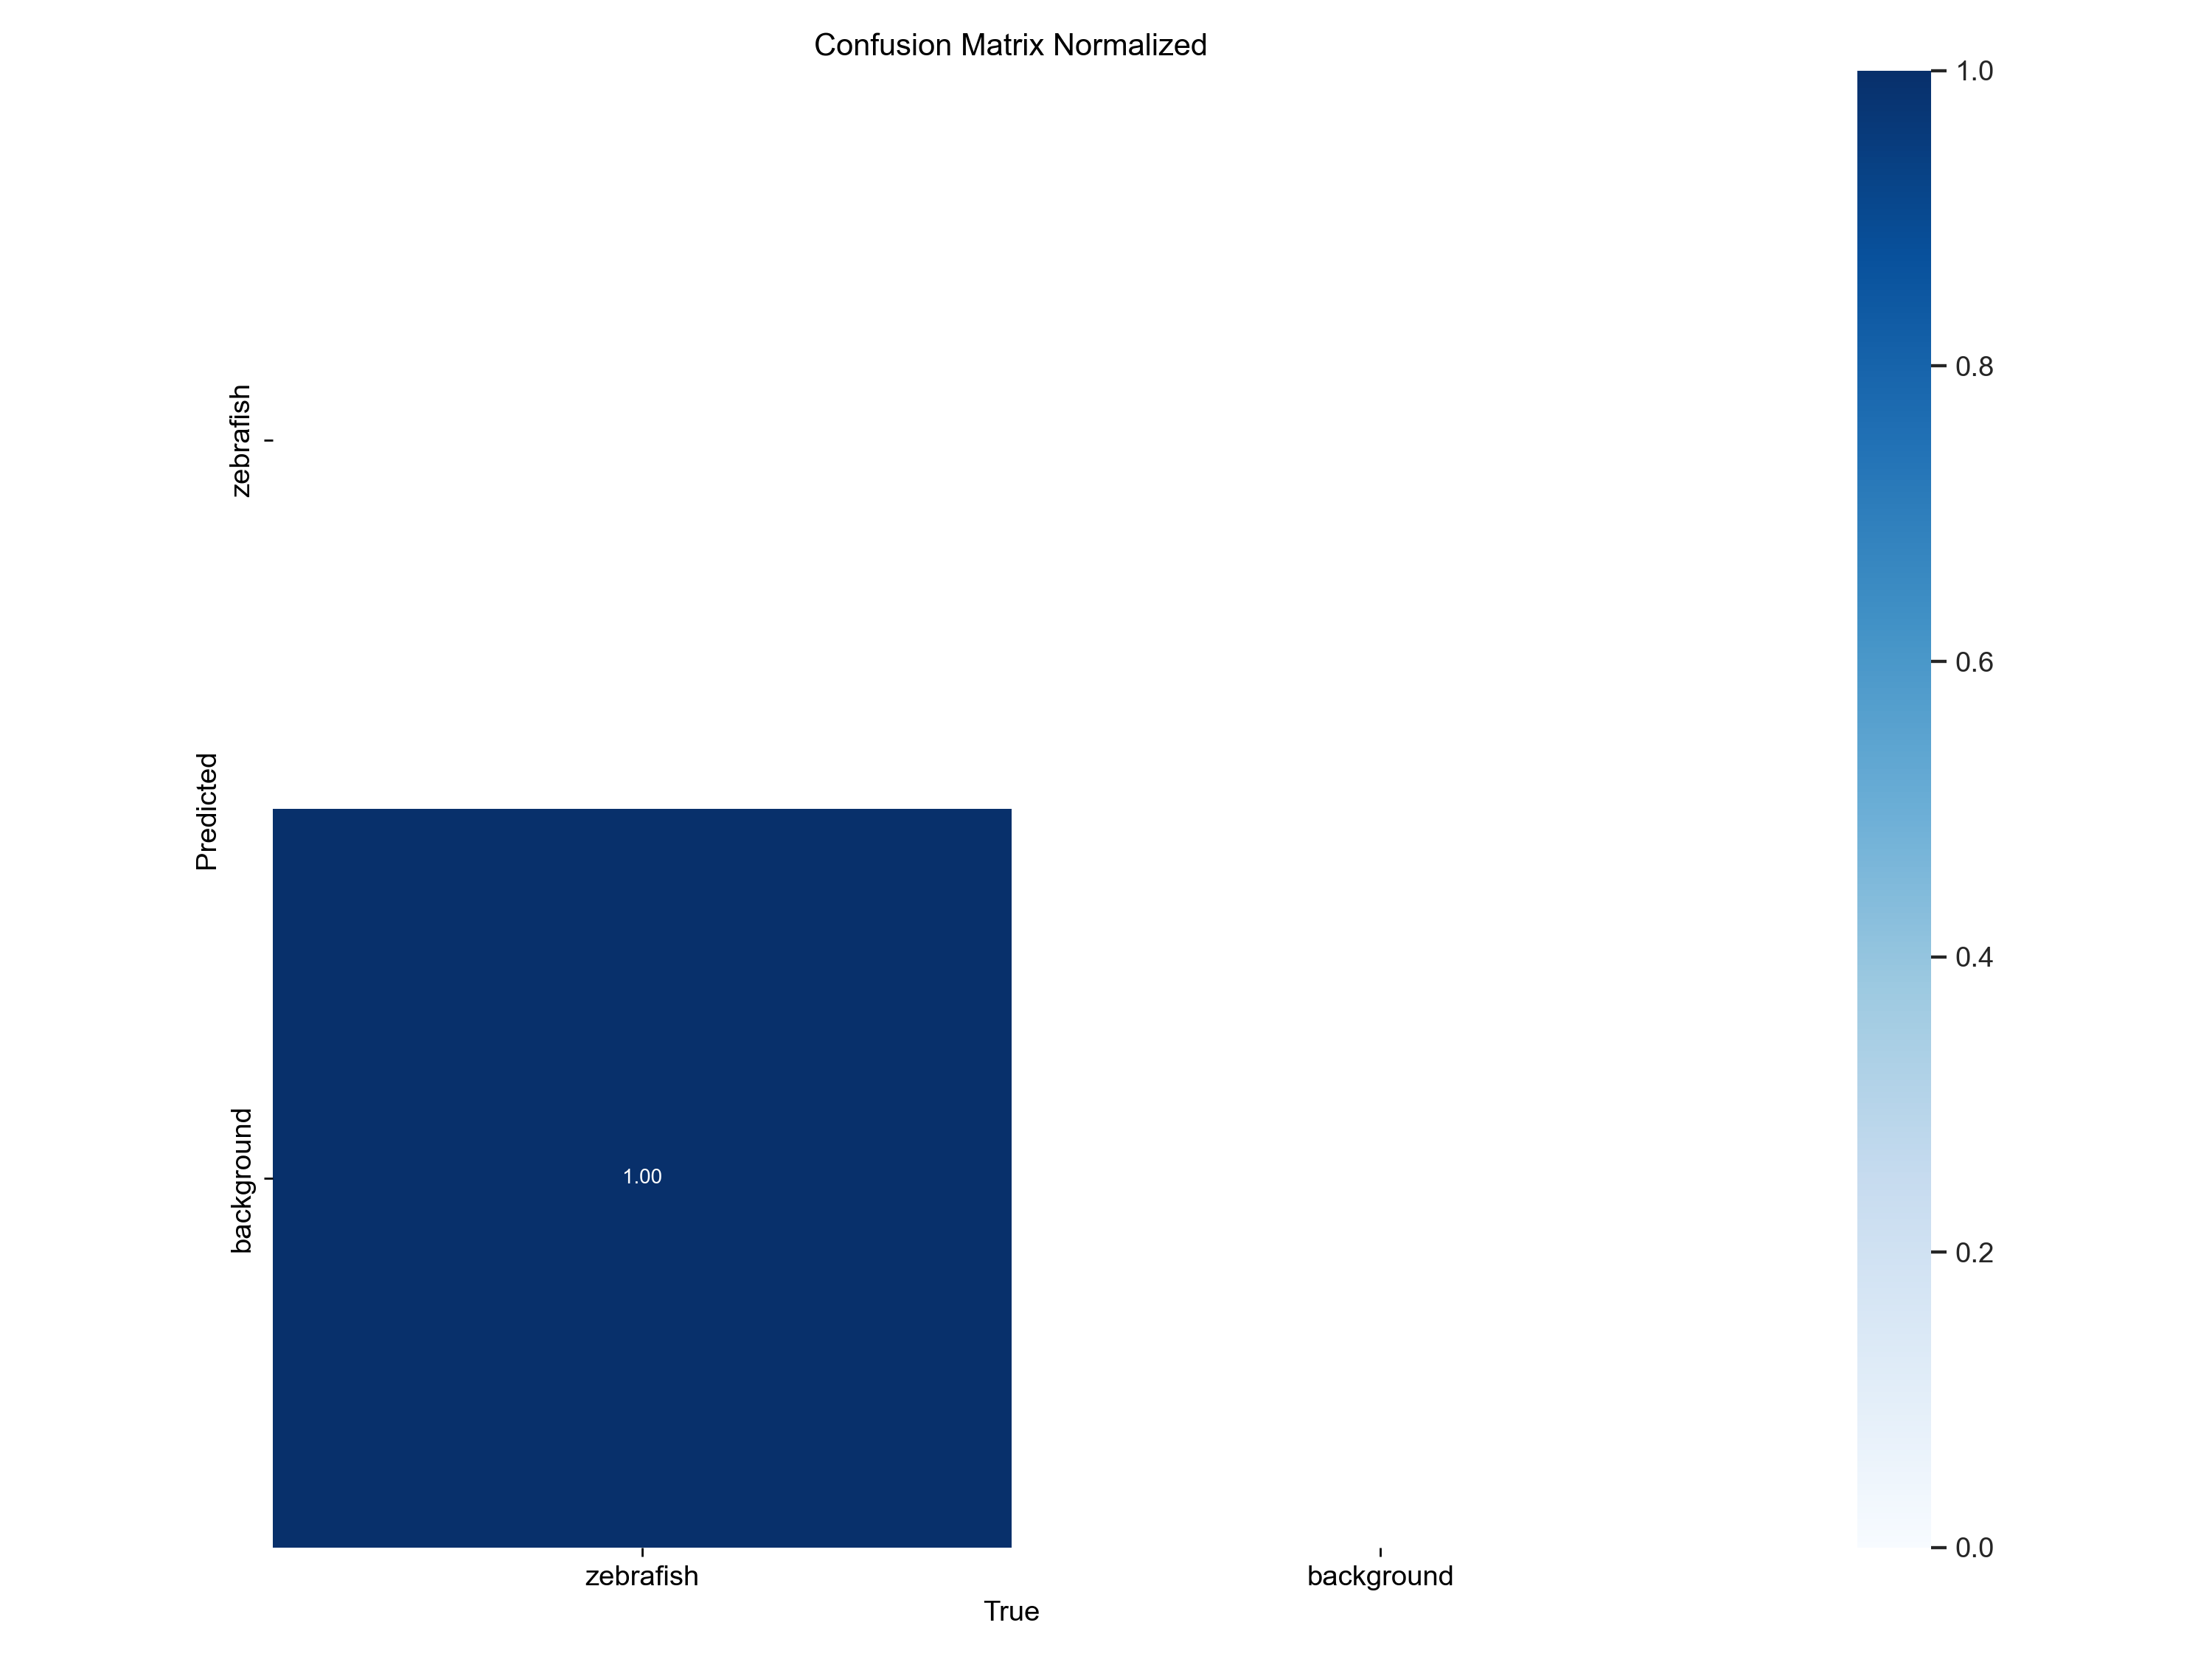 Confusion Matrix Normalized
1.0
0.8
0.6
0.4
0.2
0.0
Predicted
zebrafish
background
1.00
zebrafish
background
True